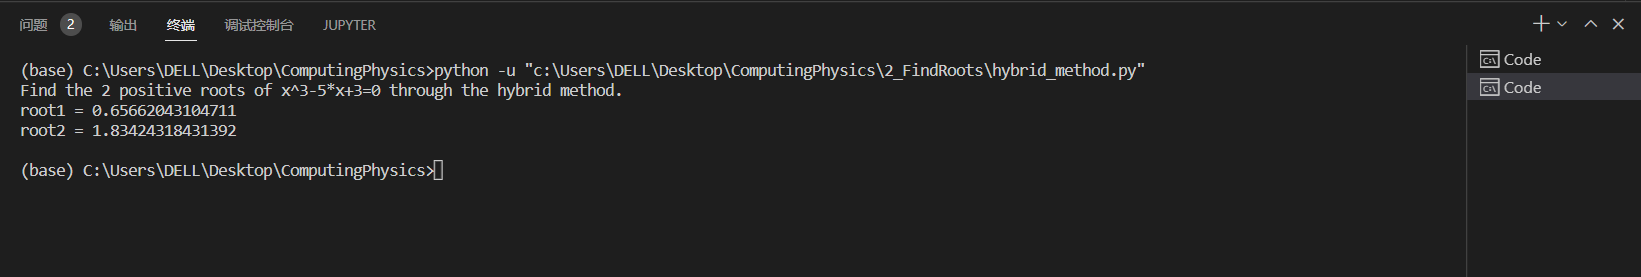 问题 2 输出 终端 调试控制台 JUPYTER
(base) C:\Users\DELL\Desktop\ComputingPhysics>python -u "c:\Users\DELL\Desktop\ComputingPhysics\2_FindRoots\hybrid_method.py"
Find the 2 positive roots of x^3-5*x+3=0 through the hybrid method.
root1 = 0.65662043104711
root2 = 1.83424318431392
(base) C:\Users\DELL\Desktop\ComputingPhysics>
Code
Code